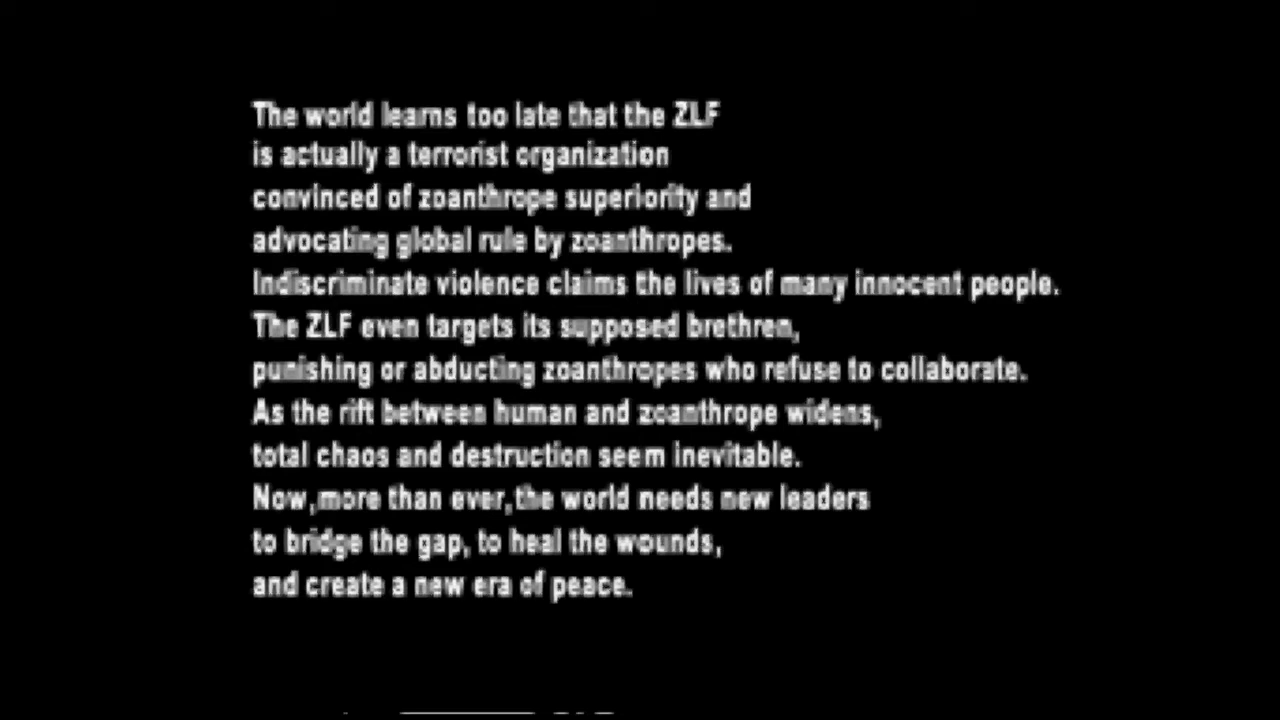 The world learns too late that the ZLF
is actually a terrorist organization
convinced of zoanthrope superiority and
advocating global rule by zoanthropes.
Indiscriminate violence claims the lives of many innocent people.
The ZLF even targets its supposed brethren,
punishing or abducting zoanthropes who refuse to collaborate.
As the rift between human and zoanthrope widens,
total chaos and destruction seem inevitable.
Now,more than ever,the world needs new leaders
to bridge the gap, to heal the wounds,
and create a new era of peace.